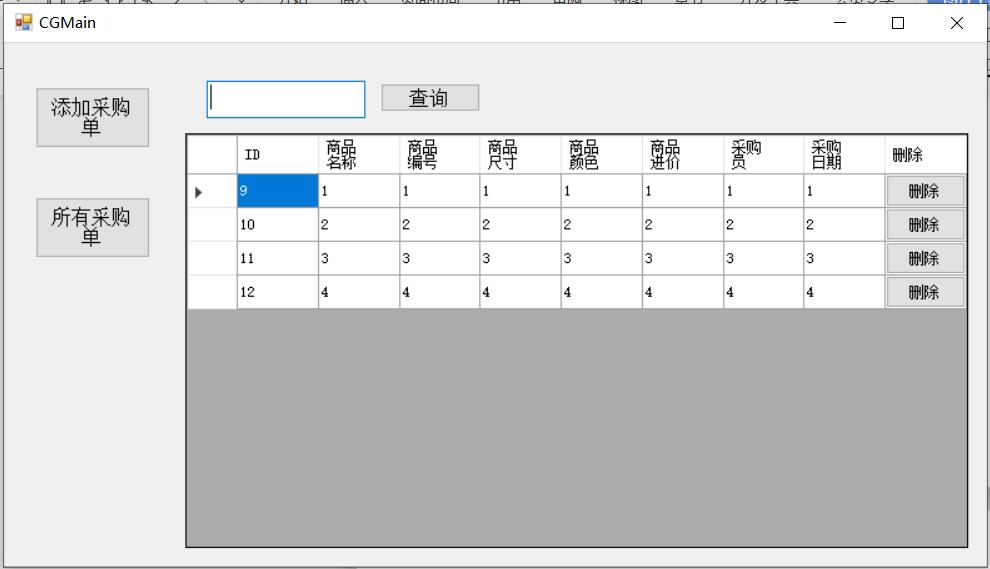 CGMain
添加采购
单
查询
所有采购
单
ID 商品名称 商品编号 商品尺寸 商品颜色 商品进价 采购员 采购日期 删除
9 1 1 1 1 1 1 1 删除
10 2 2 2 2 2 2 2 删除
11 3 3 3 3 3 3 3 删除
12 4 4 4 4 4 4 4 删除